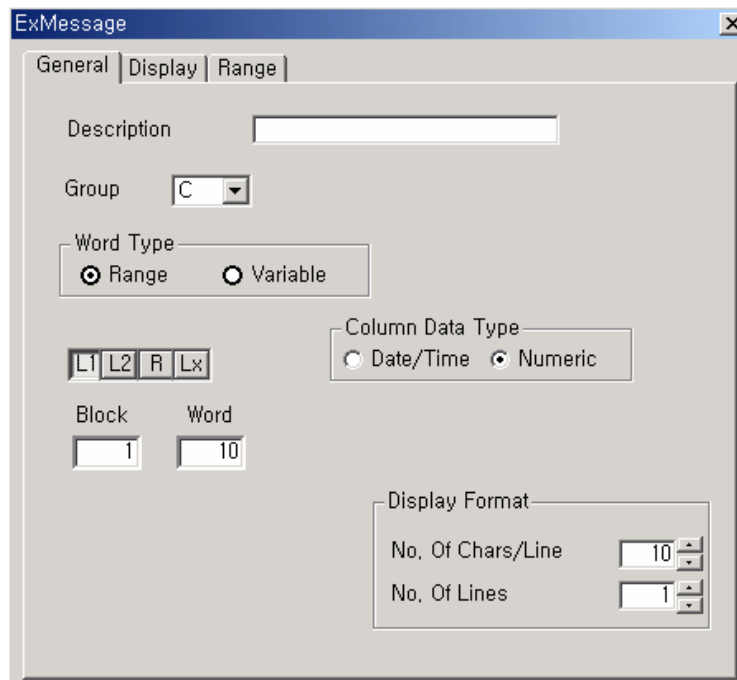 ExMessage
General Display Range
Description
Group C
Word Type
Range Variable
Column Data Type
L1 L2 R Lx
Date/Time Numeric
Block Word
1 10
Display Format
No. Of Chars/Line 10
No. Of Lines 1